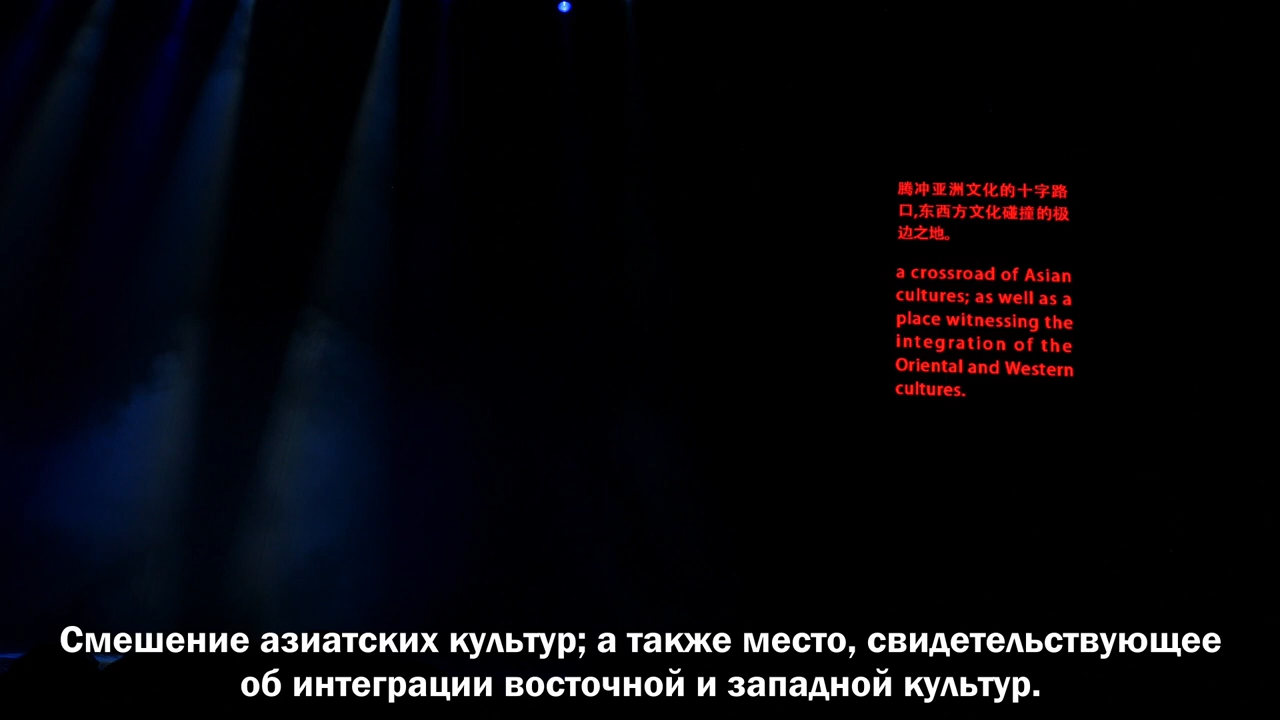 腾冲亚洲文化的十字路
口,东西方文化碰撞的极
边之地。
a crossroad of Asian
cultures; as well as a
place witnessing the
integration of the
Oriental and Western
cultures.
Смешение азиатских культур; а также место, свидетельствующее
об интеграции восточной и западной культур.